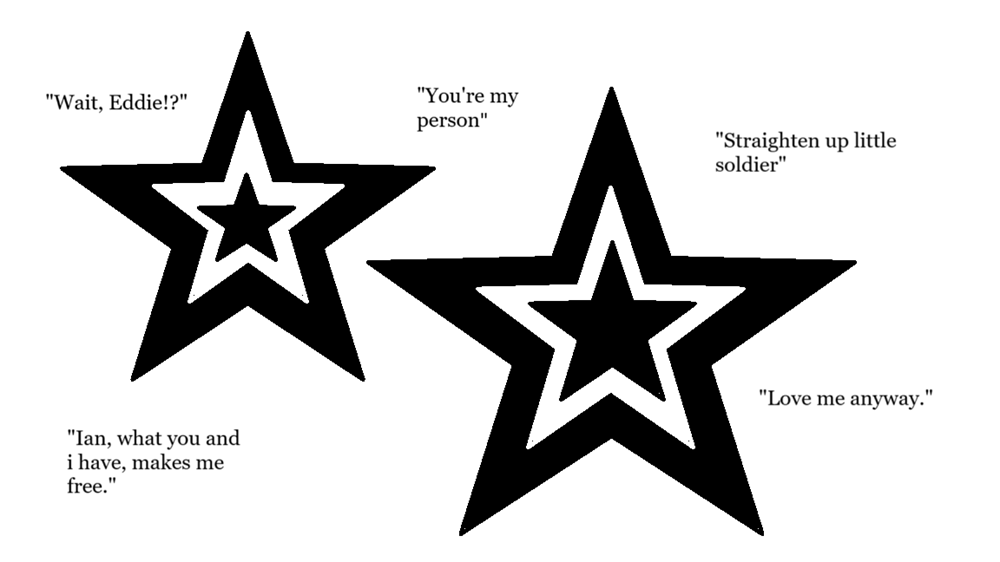 "Wait, Eddie!?"
"You're my
person"
"Straighten up little
soldier"
"Love me anyway."
"Ian, what you and
i have, makes me
free."